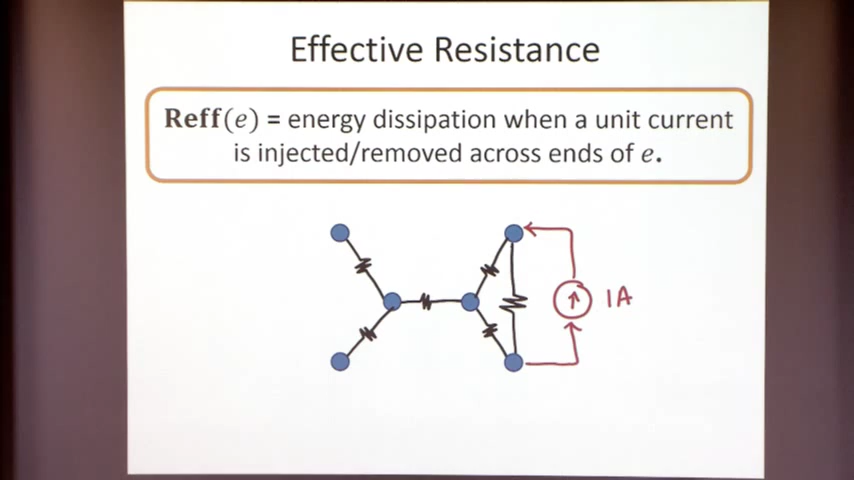 Effective Resistance
Reff(e) = energy dissipation when a unit current
is injected/removed across ends of e.
1A